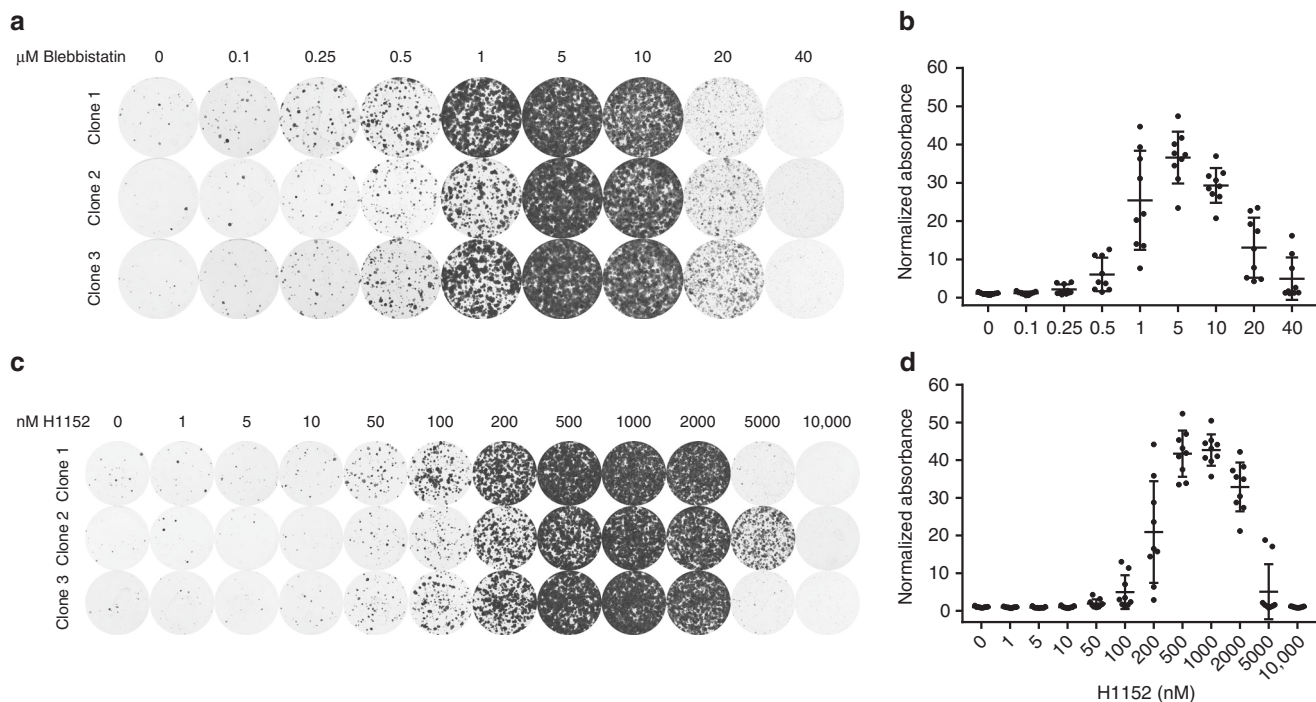 a
μM Blebbistatin 0 0.1 0.25 0.5 1 5 10 20 40
Clone 1
Clone 2
Clone 3
b
Normalized absorbance
60
50
40
30
20
10
0
0 0.1 0.25 0.5 1 5 10 20 40
c
nM H1152 0 1 5 10 50 100 200 500 1000 2000 5000 10,000
Clone 1
Clone 2
Clone 3
d
Normalized absorbance
60
50
40
30
20
10
0
0 1 5 10 50 100 200 500 1000 2000 5000 10,000
H1152 (nM)